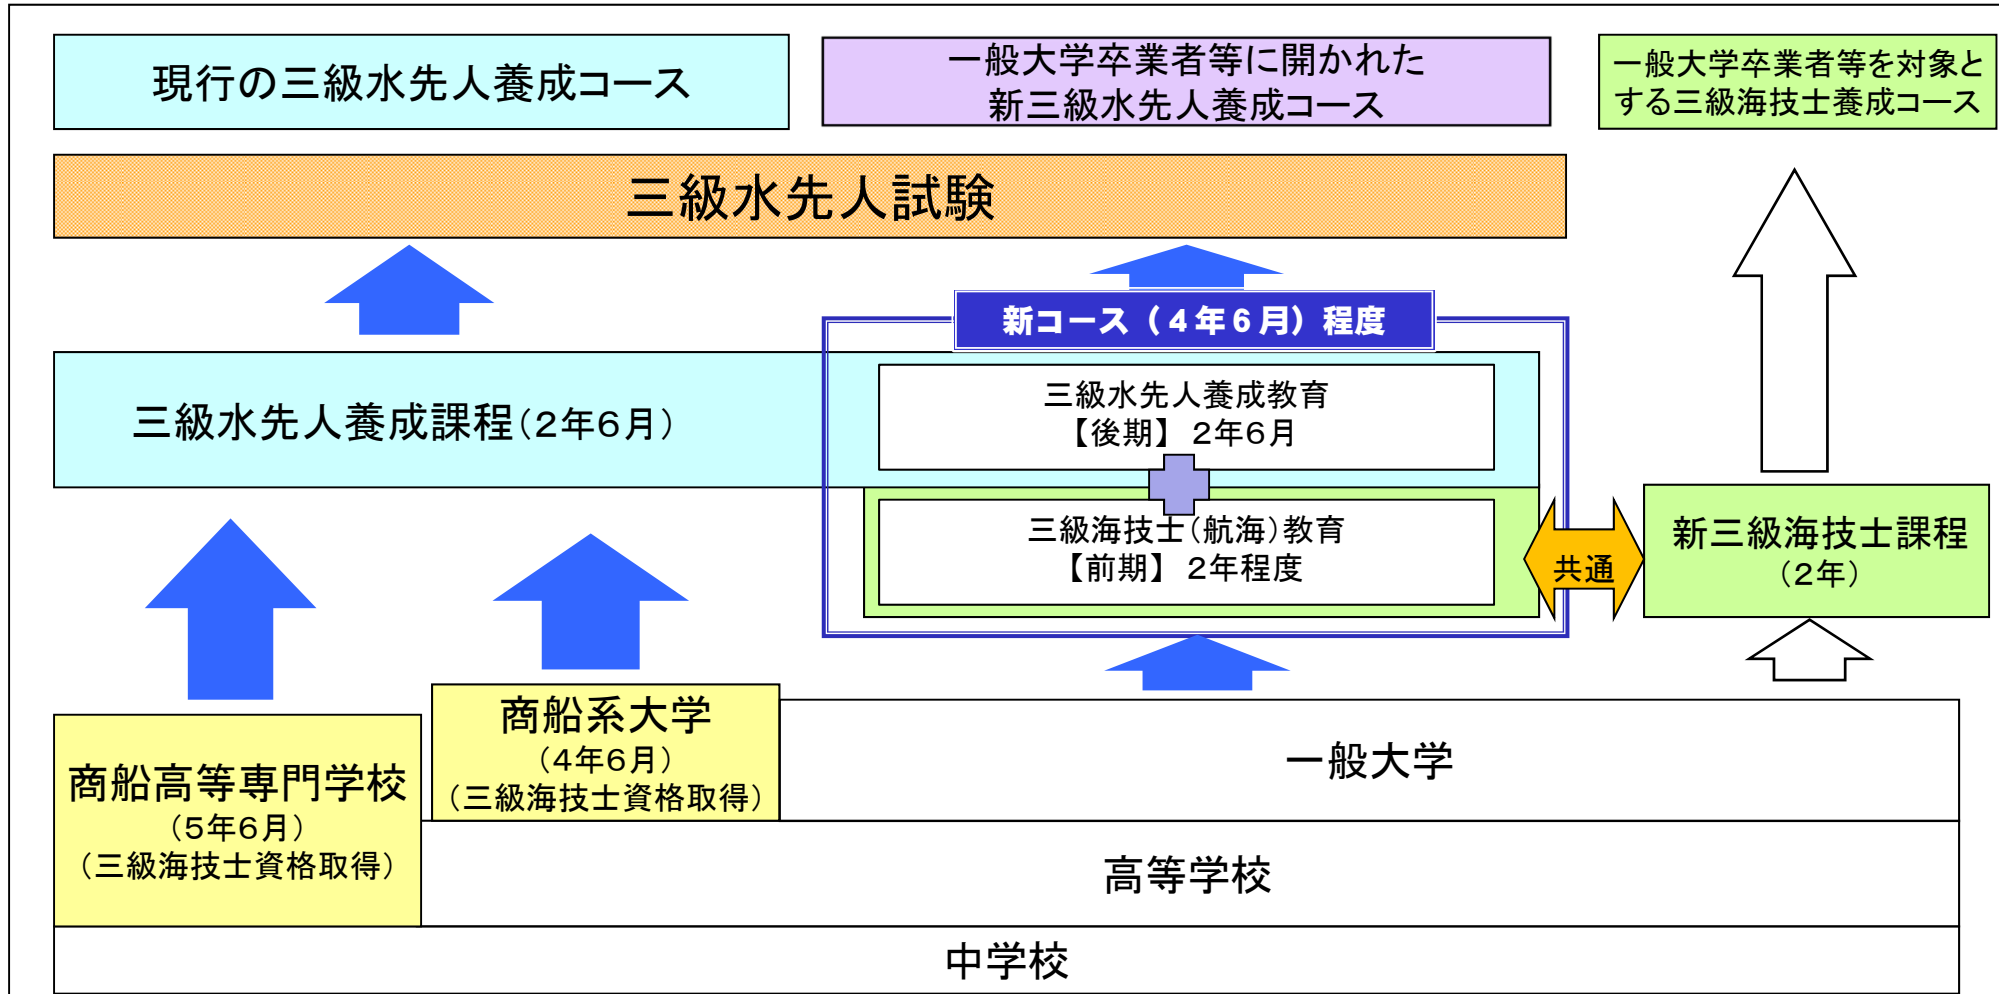 現行の三級水先人養成コース
一般大学卒業者等に開かれた
新三級水先人養成コース
一般大学卒業者等を対象と
する三級海技士養成コース
三級水先人試験
新コース（４年６月）程度
三級水先人養成課程（２年６月）
三級水先人養成教育
【後期】 ２年６月
三級海技士（航海）教育
【前期】 ２年程度
共通
新三級海技士課程
（２年）
商船高等専門学校
（５年６月）
（三級海技士資格取得）
商船系大学
（４年６月）
（三級海技士資格取得）
一般大学
高等学校
中学校